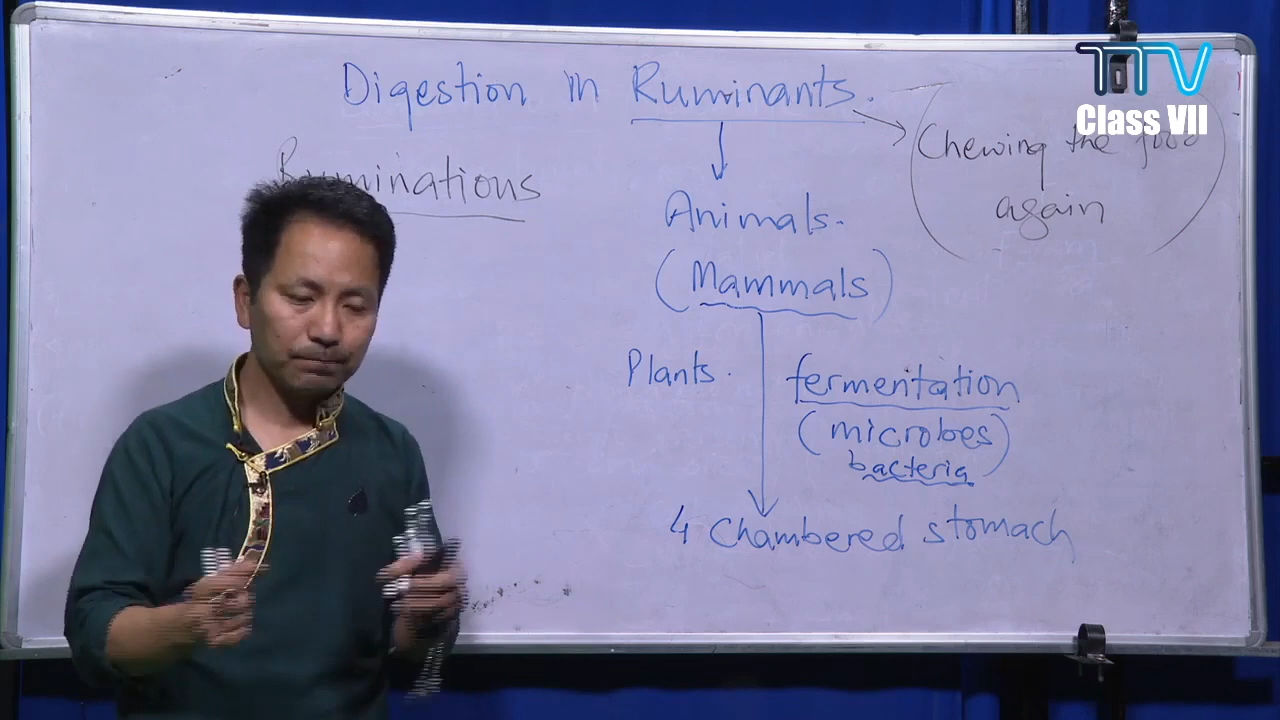 TTV
Class VII
Digestion in Ruminants.
Chewing the food
again
Ruminations
Animals.
(Mammals)
Plants.
fermentation
(microbes)
bacteria
4 Chambered stomach